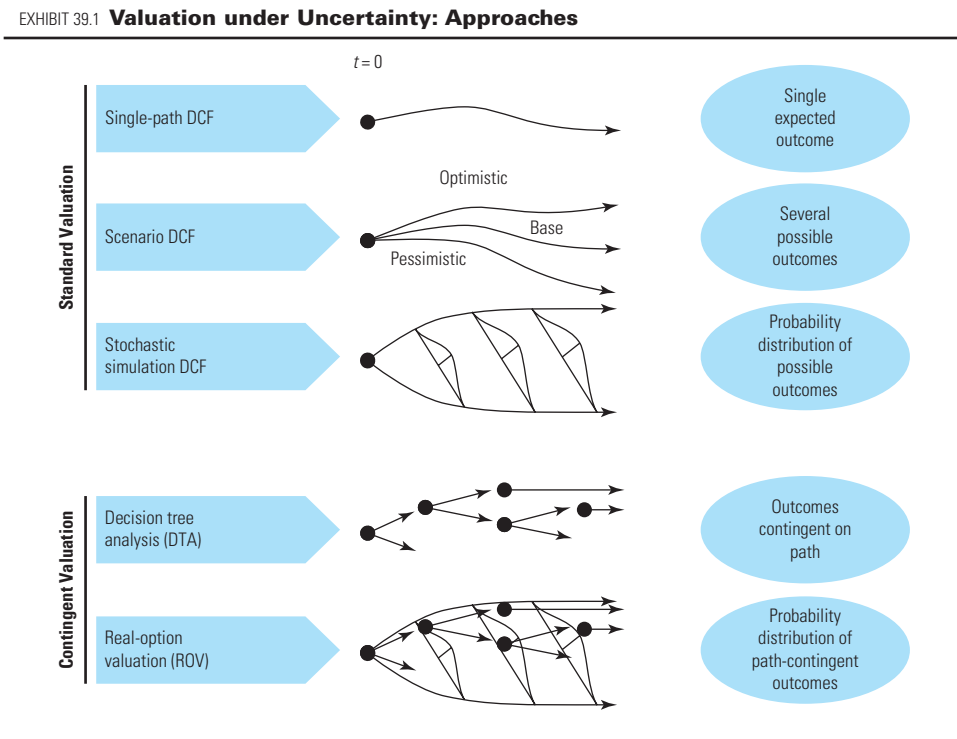 EXHIBIT 39.1 Valuation under Uncertainty: Approaches
t = 0
Standard Valuation
Single-path DCF
Single
expected
outcome
Scenario DCF
Optimistic
Base
Pessimistic
Several
possible
outcomes
Stochastic
simulation DCF
Probability
distribution of
possible
outcomes
Contingent Valuation
Decision tree
analysis (DTA)
Outcomes
contingent on
path
Real-option
valuation (ROV)
Probability
distribution of
path-contingent
outcomes